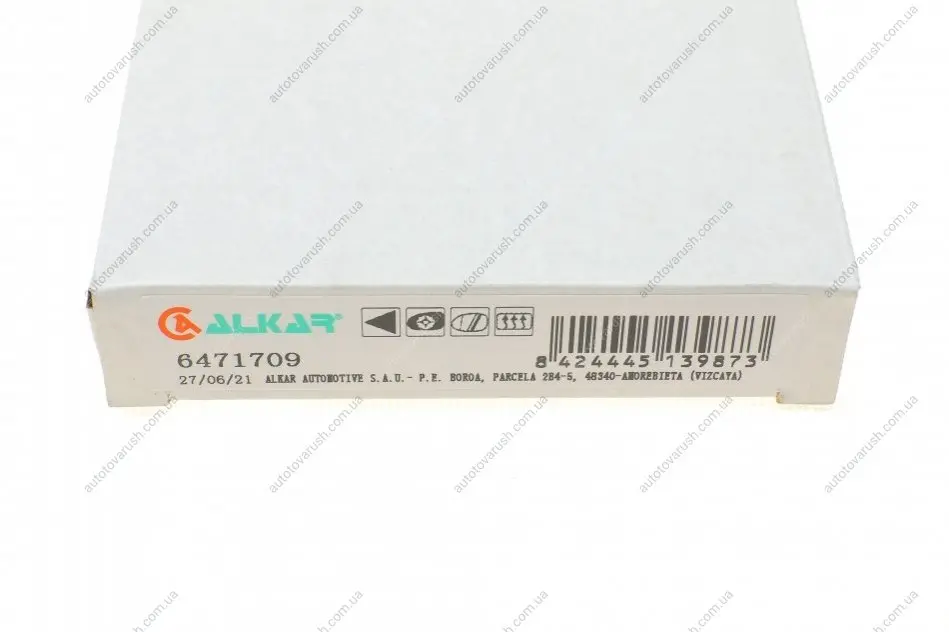 ALKAR®
6471709
8 424445 139873
27/06/21 ALKAR AUTOMOTIVE S.A.U.- P.E. BOROA, PARCELA 2B4-5, 48340-AMOREBIETA (VIZCAYA)
autotovarush.com.ua